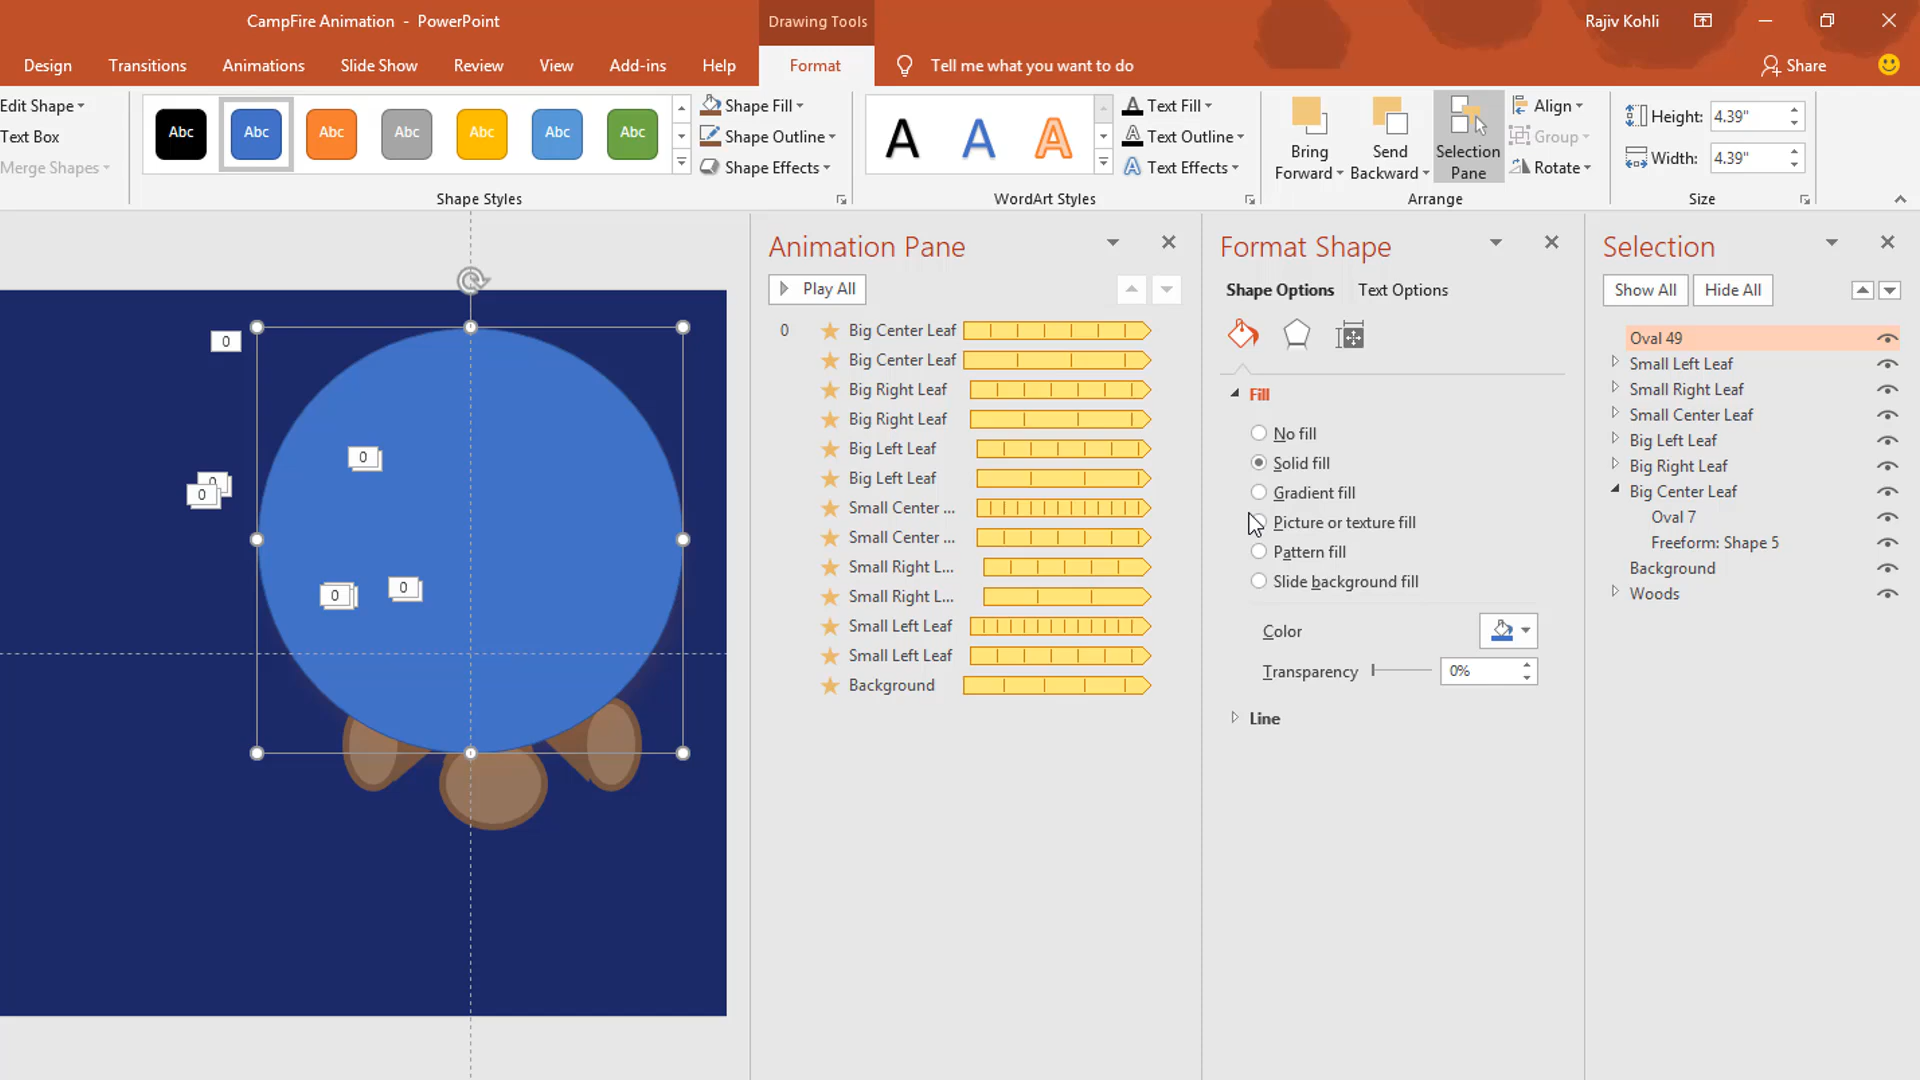 CampFire Animation - PowerPoint
Drawing Tools
Rajiv Kohli
Design
Transitions
Animations
Slide Show
Review
View
Add-ins
Help
Format
Tell me what you want to do
Share
Edit Shape
Text Box
Merge Shapes
Abc
Abc
Abc
Abc
Abc
Abc
Abc
Shape Fill
Shape Outline
Shape Effects
Shape Styles
A
A
A
Text Fill
Text Outline
Text Effects
WordArt Styles
Bring
Forward
Send
Backward
Selection
Pane
Align
Group
Rotate
Arrange
Height: 4.39"
Width: 4.39"
Size
0
0
0
0
0
0
Animation Pane
Play All
0
Big Center Leaf
Big Center Leaf
Big Right Leaf
Big Right Leaf
Big Left Leaf
Big Left Leaf
Small Center ...
Small Center ...
Small Right L...
Small Right L...
Small Left Leaf
Small Left Leaf
Background
Format Shape
Shape Options
Text Options
Fill
No fill
Solid fill
Gradient fill
Picture or texture fill
Pattern fill
Slide background fill
Color
Transparency
0%
Line
Selection
Show All
Hide All
Oval 49
Small Left Leaf
Small Right Leaf
Small Center Leaf
Big Left Leaf
Big Right Leaf
Big Center Leaf
Oval 7
Freeform: Shape 5
Background
Woods